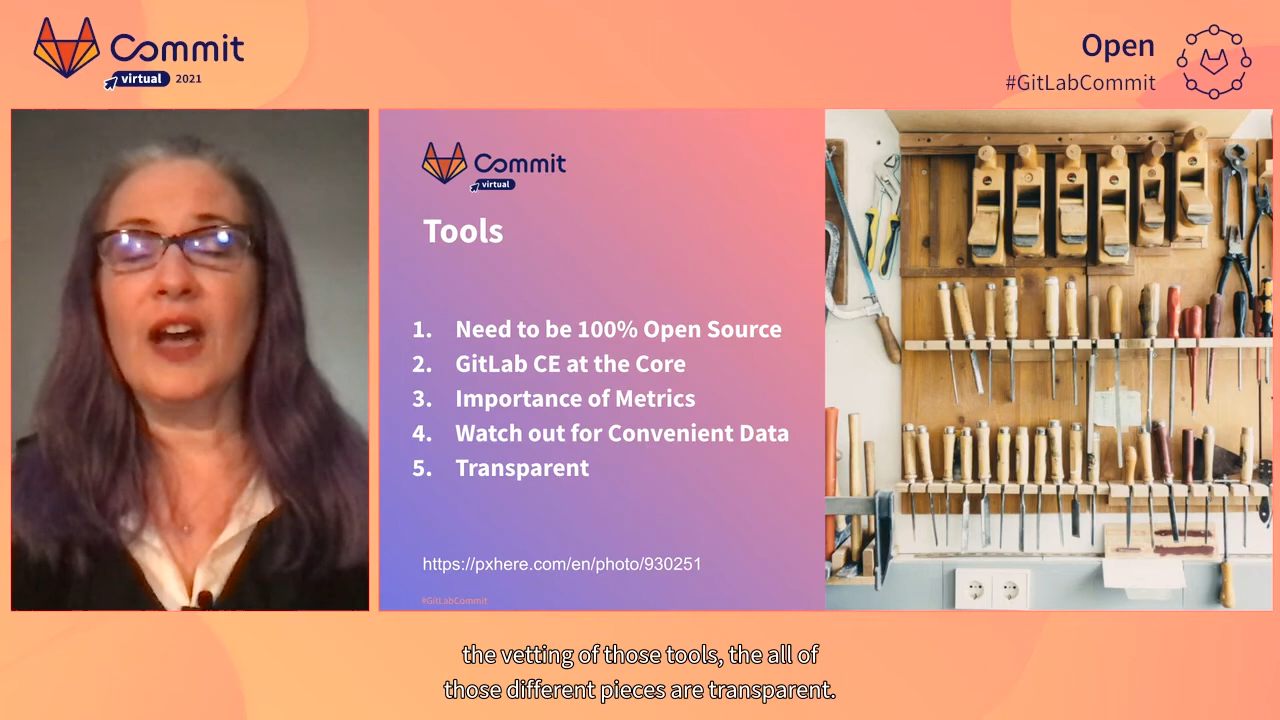 Commit
virtual 2021
Open
#GitLabCommit
Commit
virtual
Tools
1. Need to be 100% Open Source
2. GitLab CE at the Core
3. Importance of Metrics
4. Watch out for Convenient Data
5. Transparent
https://pxhere.com/en/photo/930251
#GitLabCommit
the vetting of those tools, the all of
those different pieces are transparent.